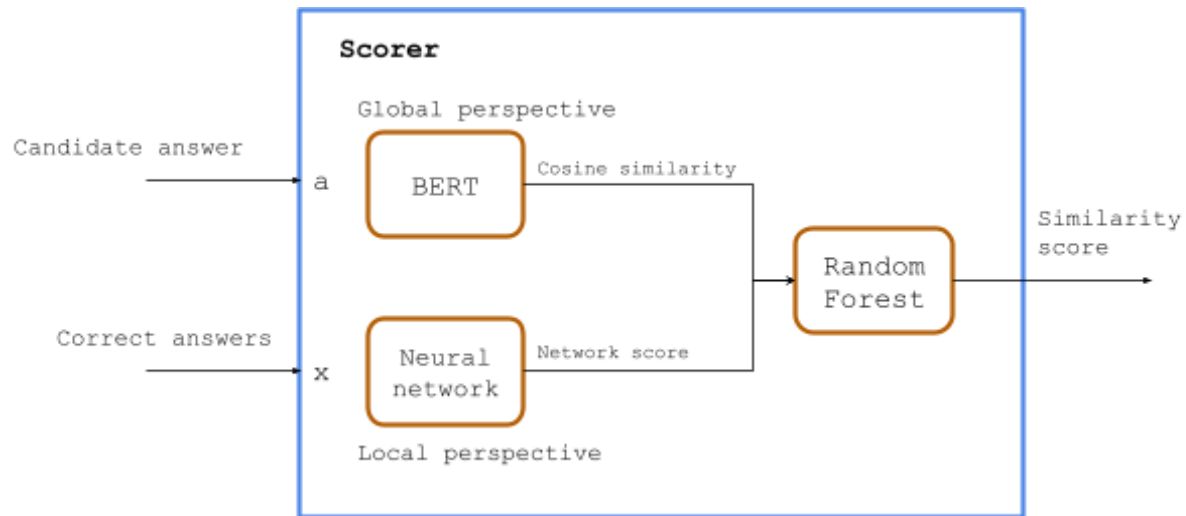 Scorer
Global perspective
Candidate answer
a
BERT
Cosine similarity
Similarity
score
Random
Forest
Correct answers
x
Neural
network
Network score
Local perspective